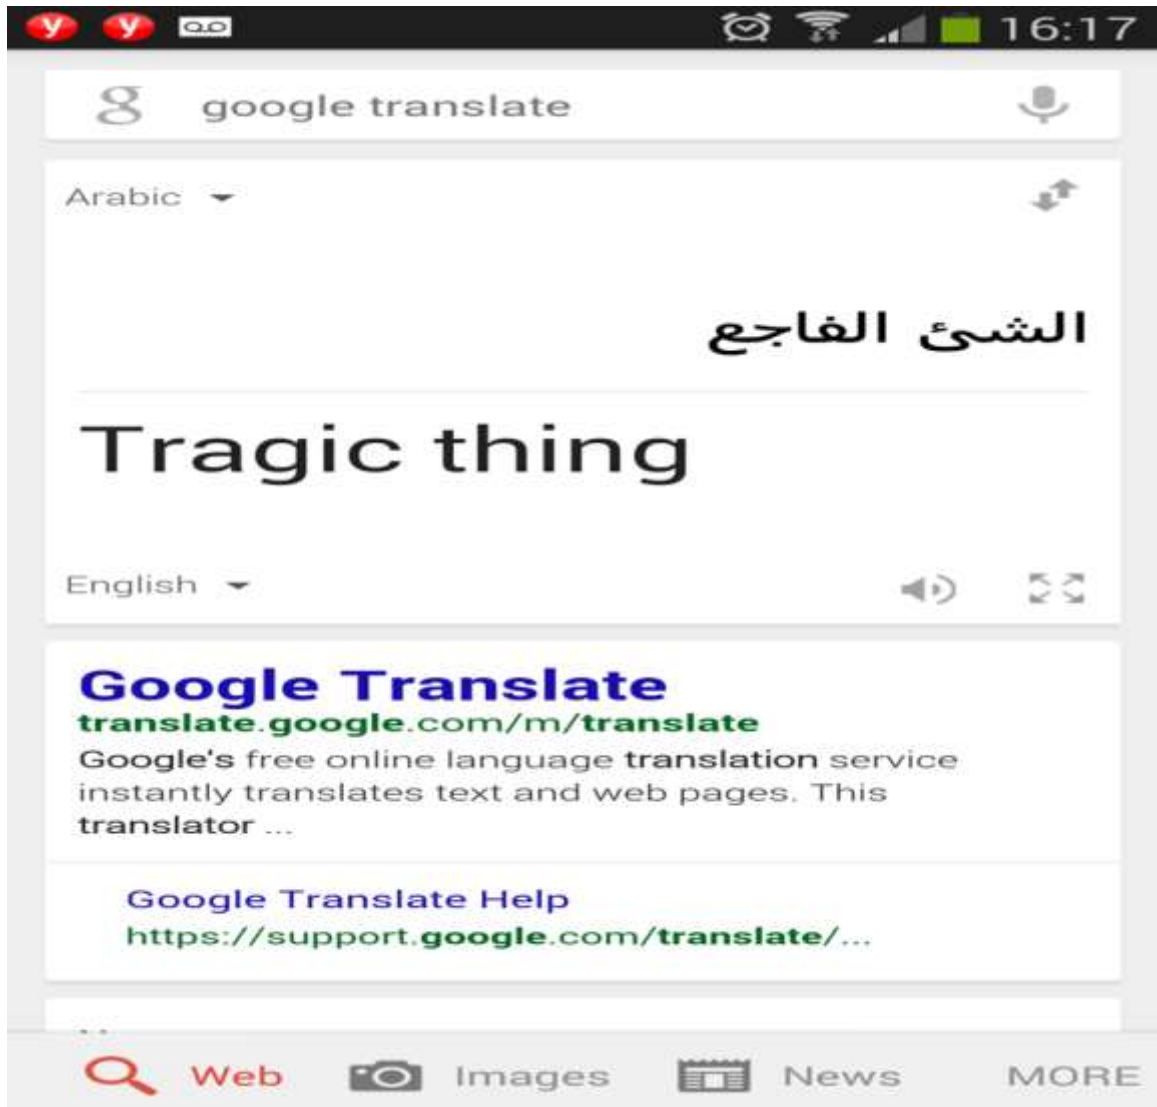 16:17
google translate
Arabic
الشئ الفاجع
Tragic thing
English
Google Translate
translate.google.com/m/translate
Google's free online language translation service
instantly translates text and web pages. This
translator ...
Google Translate Help
https://support.google.com/translate/...
Web Images News MORE